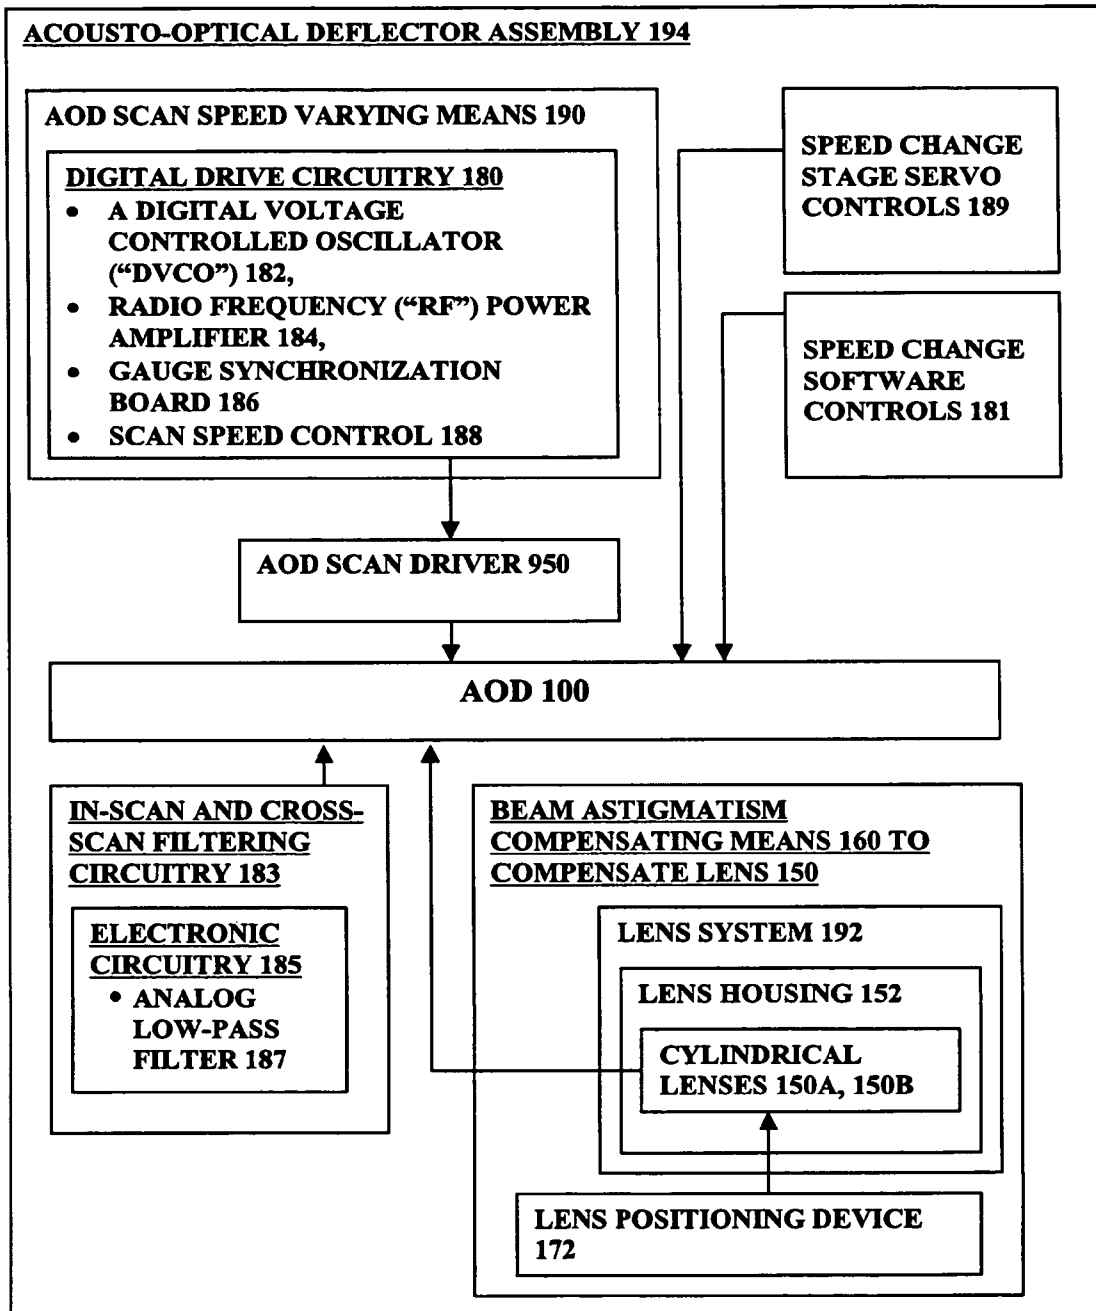 ACOUSTO-OPTICAL DEFLECTOR ASSEMBLY 194
AOD SCAN SPEED VARYING MEANS 190
DIGITAL DRIVE CIRCUITRY 180
• A DIGITAL VOLTAGE
CONTROLLED OSCILLATOR
(“DVCO”) 182,
• RADIO FREQUENCY (“RF”) POWER
AMPLIFIER 184,
• GAUGE SYNCHRONIZATION
BOARD 186
• SCAN SPEED CONTROL 188
SPEED CHANGE
STAGE SERVO
CONTROLS 189
SPEED CHANGE
SOFTWARE
CONTROLS 181
AOD SCAN DRIVER 950
AOD 100
IN-SCAN AND CROSS-
SCAN FILTERING
CIRCUITRY 183
ELECTRONIC
CIRCUITRY 185
• ANALOG
LOW-PASS
FILTER 187
BEAM ASTIGMATISM
COMPENSATING MEANS 160 TO
COMPENSATE LENS 150
LENS SYSTEM 192
LENS HOUSING 152
CYLINDRICAL
LENSES 150A, 150B
LENS POSITIONING DEVICE
172